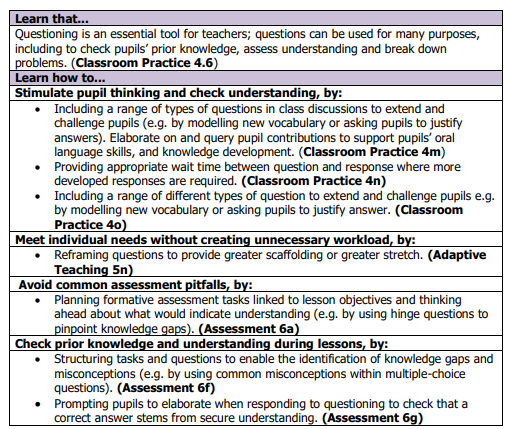 Learn that...
Questioning is an essential tool for teachers; questions can be used for many purposes,
including to check pupils' prior knowledge, assess understanding and break down
problems. (Classroom Practice 4.6)
Learn how to...
Stimulate pupil thinking and check understanding, by:
• Including a range of types of questions in class discussions to extend and
challenge pupils (e.g. by modelling new vocabulary or asking pupils to justify
answers). Elaborate on and query pupil contributions to support pupils' oral
language skills, and knowledge development. (Classroom Practice 4m)
• Providing appropriate wait time between question and response where more
developed responses are required. (Classroom Practice 4n)
• Including a range of different types of question to extend and challenge pupils e.g.
by modelling new vocabulary or asking pupils to justify answer. (Classroom
Practice 4o)
Meet individual needs without creating unnecessary workload, by:
• Reframing questions to provide greater scaffolding or greater stretch. (Adaptive
Teaching 5n)
Avoid common assessment pitfalls, by:
• Planning formative assessment tasks linked to lesson objectives and thinking
ahead about what would indicate understanding (e.g. by using hinge questions to
pinpoint knowledge gaps). (Assessment 6a)
Check prior knowledge and understanding during lessons, by:
• Structuring tasks and questions to enable the identification of knowledge gaps and
misconceptions (e.g. by using common misconceptions within multiple-choice
questions). (Assessment 6f)
• Prompting pupils to elaborate when responding to questioning to check that a
correct answer stems from secure understanding. (Assessment 6g)